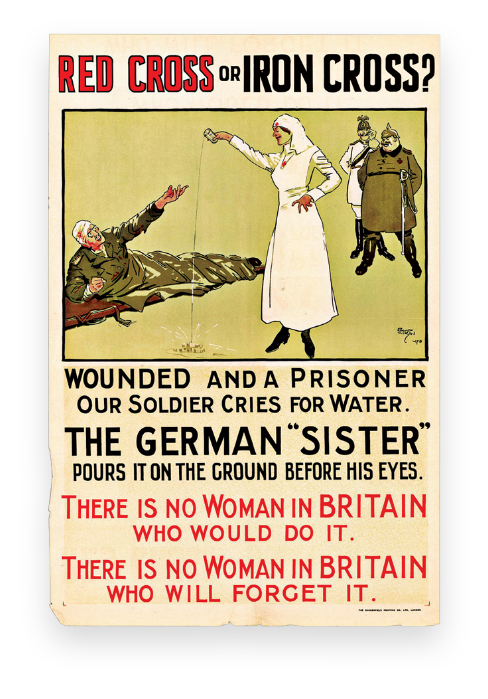 RED CROSS OR IRON CROSS?
WOUNDED AND A PRISONER
OUR SOLDIER CRIES FOR WATER.
THE GERMAN "SISTER"
POURS IT ON THE GROUND BEFORE HIS EYES.
THERE IS NO WOMAN IN BRITAIN
WHO WOULD DO IT.
THERE IS NO WOMAN IN BRITAIN
WHO WILL FORGET IT.